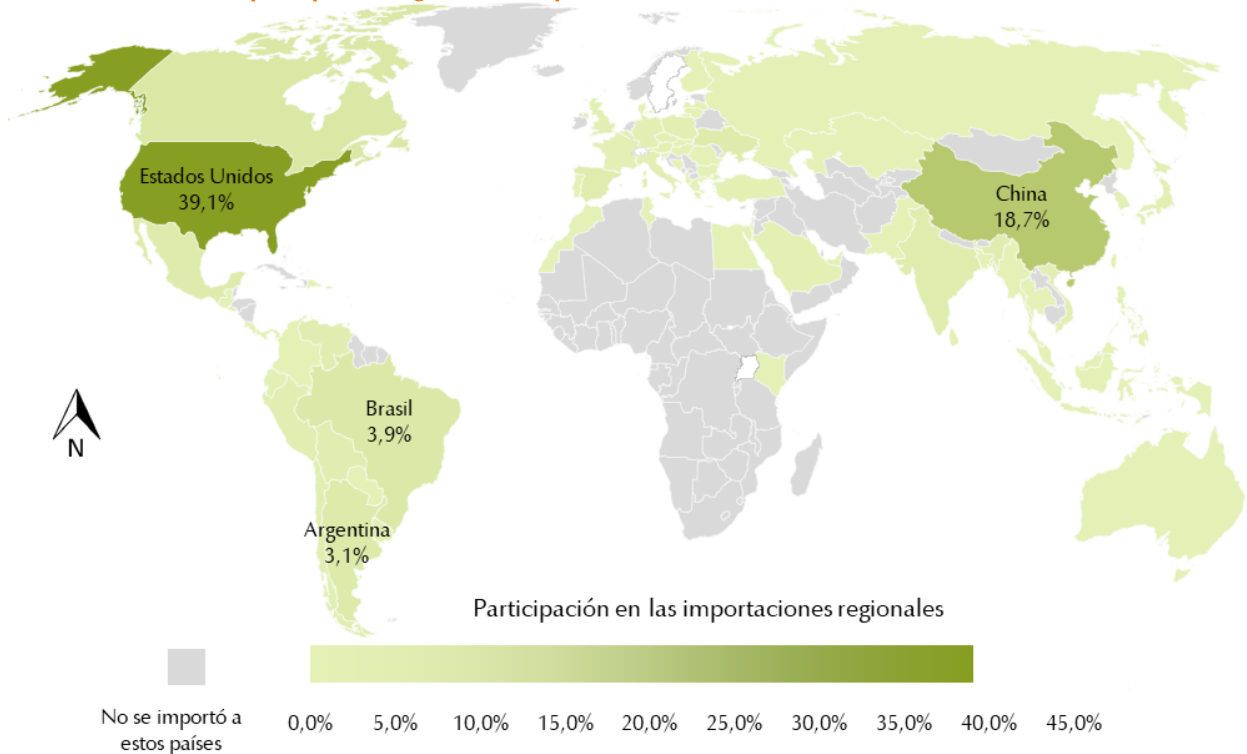 Estados Unidos
39,1%
China
18,7%
Brasil
3,9%
N
Argentina
3,1%
Participación en las importaciones regionales
No se importó a
estos países
0,0% 5,0% 10,0% 15,0% 20,0% 25,0% 30,0% 35,0% 40,0% 45,0%